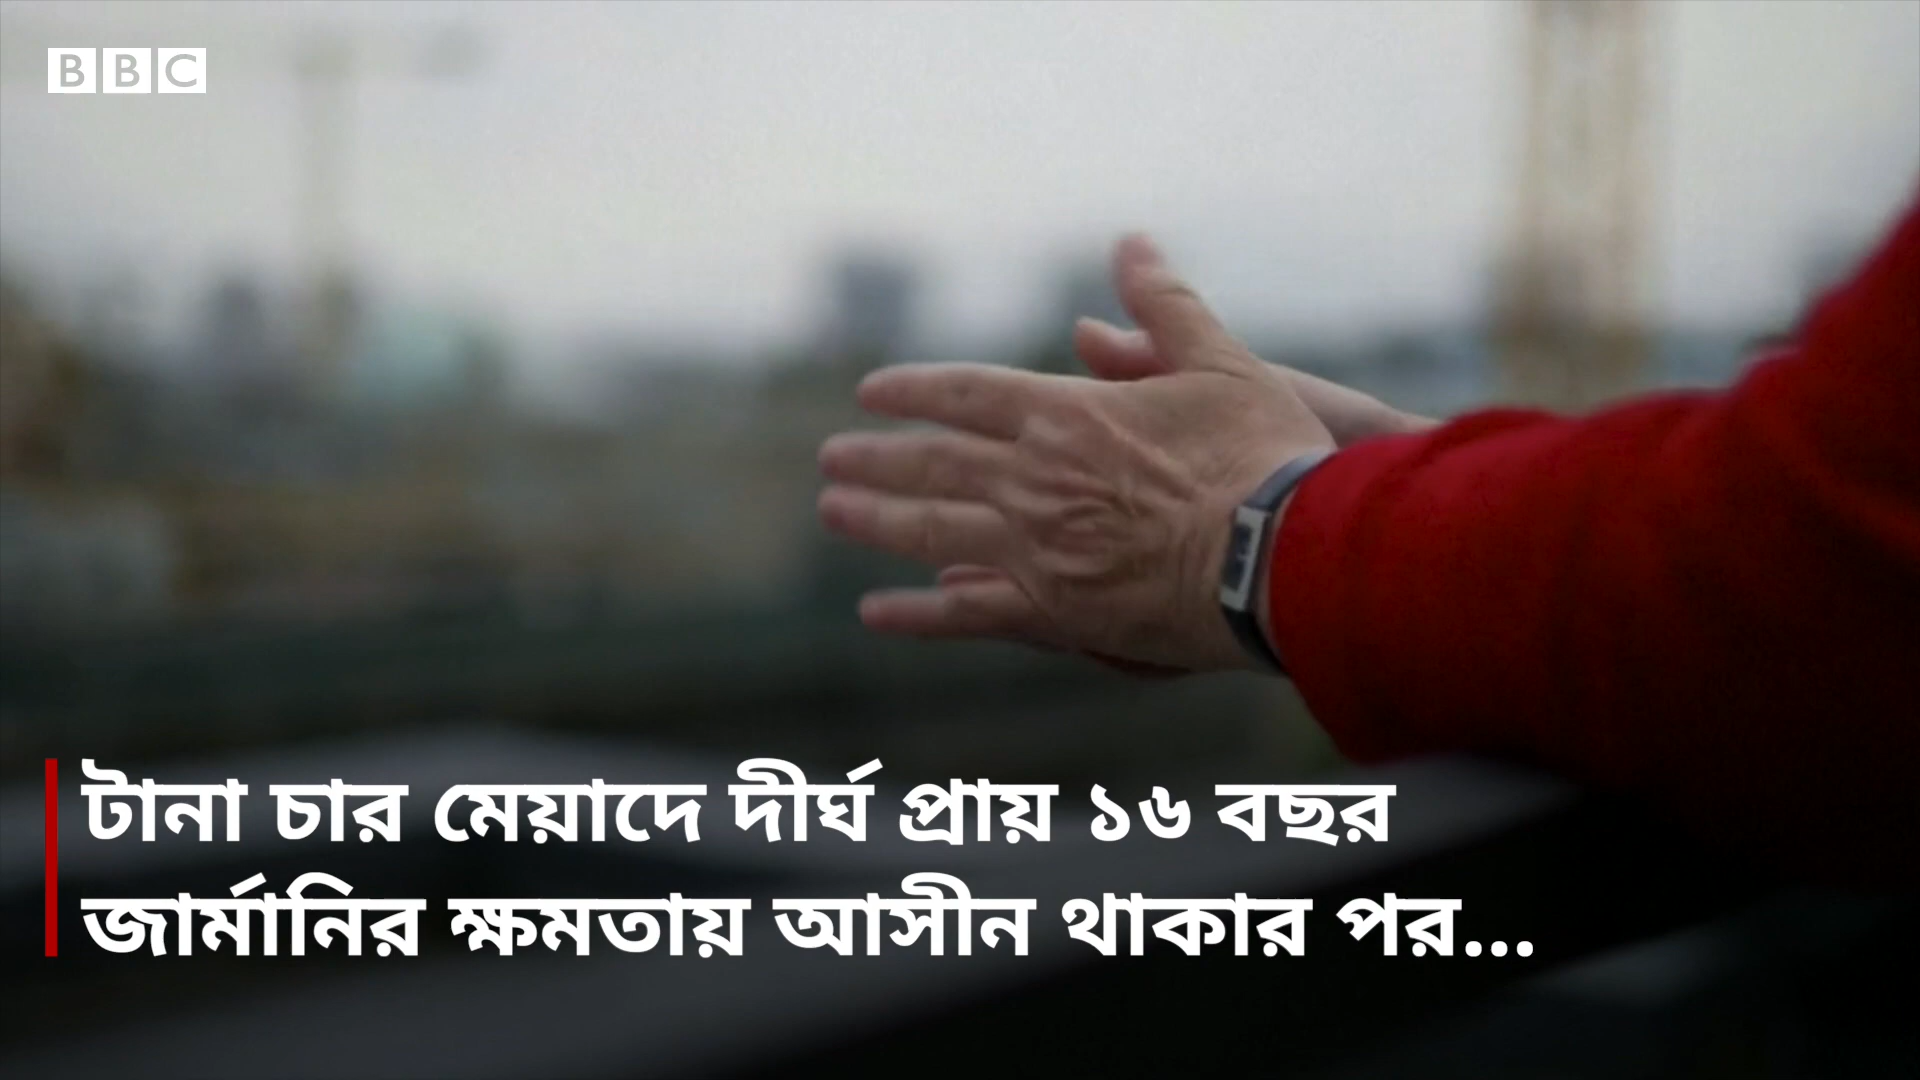 BBC
টানা চার মেয়াদে দীর্ঘ প্রায় ১৬ বছর
জার্মানির ক্ষমতায় আসীন থাকার পর...